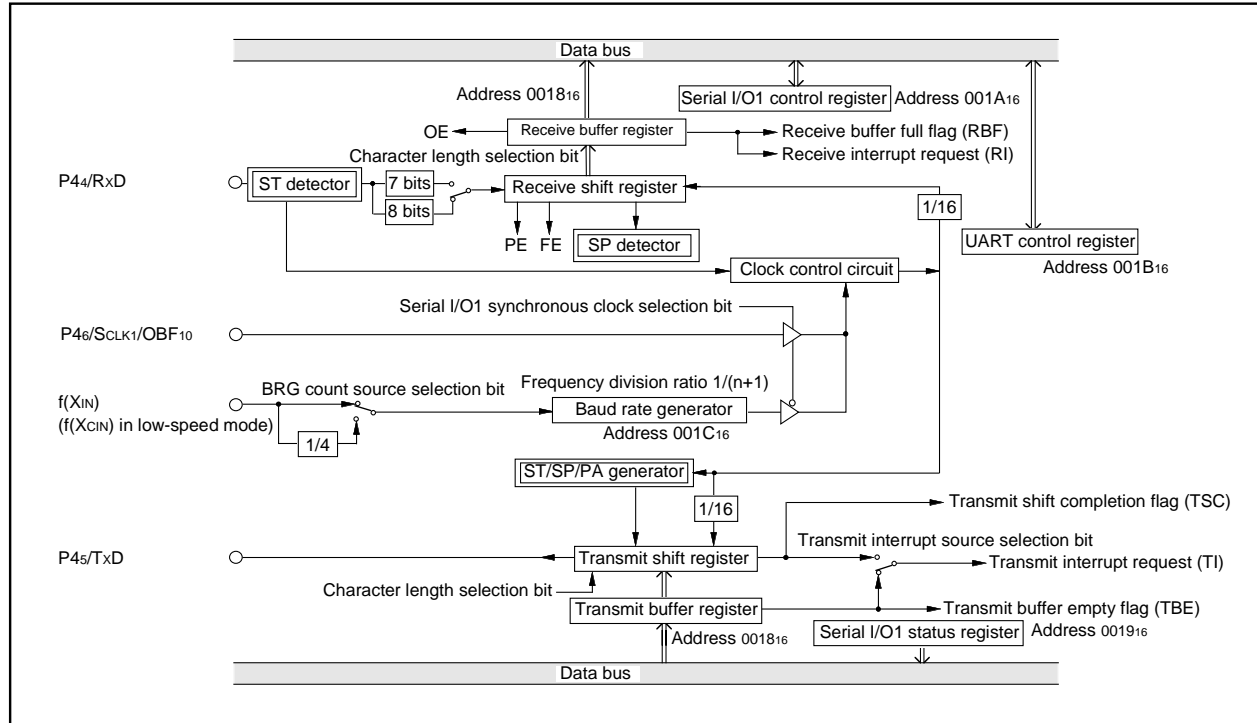 Data bus
Address 001816
Serial I/O1 control register Address 001A16
OE Receive buffer register Receive buffer full flag (RBF)
Character length selection bit Receive interrupt request (RI)
P44/RXD ST detector 7 bits Receive shift register
8 bits 1/16
PE FE SP detector UART control register
Clock control circuit Address 001B16
Serial I/O1 synchronous clock selection bit
P46/SCLK1/OBF10
BRG count source selection bit Frequency division ratio 1/(n+1)
f(XIN) Baud rate generator
(f(XCIN) in low-speed mode) Address 001C16
1/4
ST/SP/PA generator
1/16 Transmit shift completion flag (TSC)
Transmit interrupt source selection bit
P45/TXD Transmit shift register Transmit interrupt request (TI)
Character length selection bit
Transmit buffer register Transmit buffer empty flag (TBE)
Address 001816 Serial I/O1 status register Address 001916
Data bus